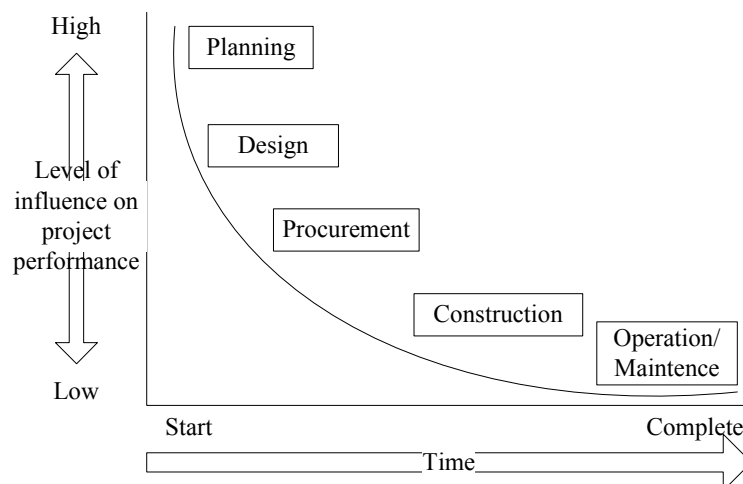 High
Planning
Design
Level of
influence on
project
performance
Procurement
Construction
Operation/
Maintence
Low
Start
Complete
Time